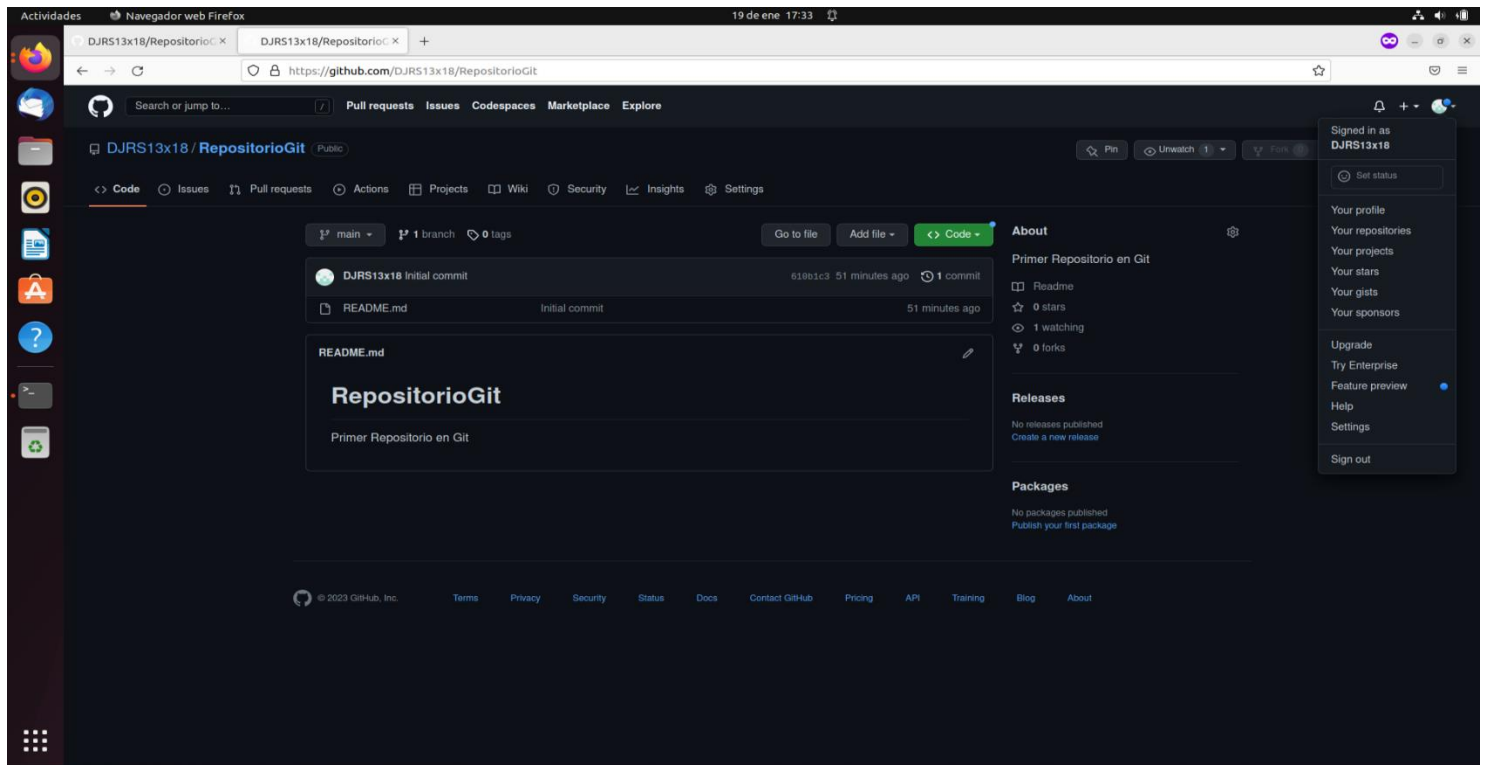 Actividades Navegador web Firefox 19 de ene 17:33
DJRS13x18/RepositorioG × DJRS13x18/RepositorioG × +
https://github.com/DJRS13x18/RepositorioGit
Search or jump to... / Pull requests Issues Codespaces Marketplace Explore
DJRS13x18 / RepositorioGit Public Pin Unwatch 1 Fork
<> Code Issues Pull requests Actions Projects Wiki Security Insights Settings
main 1 branch 0 tags Go to file Add file <> Code
DJRS13x18 Initial commit 610b1c3 51 minutes ago 1 commit
README.md Initial commit 51 minutes ago
README.md
RepositorioGit
Primer Repositorio en Git
About
Primer Repositorio en Git
Readme
0 stars
1 watching
0 forks
Releases
No releases published
Create a new release
Packages
No packages published
Publish your first package
Signed in as
DJRS13x18
Set status
Your profile
Your repositories
Your projects
Your stars
Your gists
Your sponsors
Upgrade
Try Enterprise
Feature preview
Help
Settings
Sign out
© 2023 GitHub, Inc. Terms Privacy Security Status Docs Contact GitHub Pricing API Training Blog About